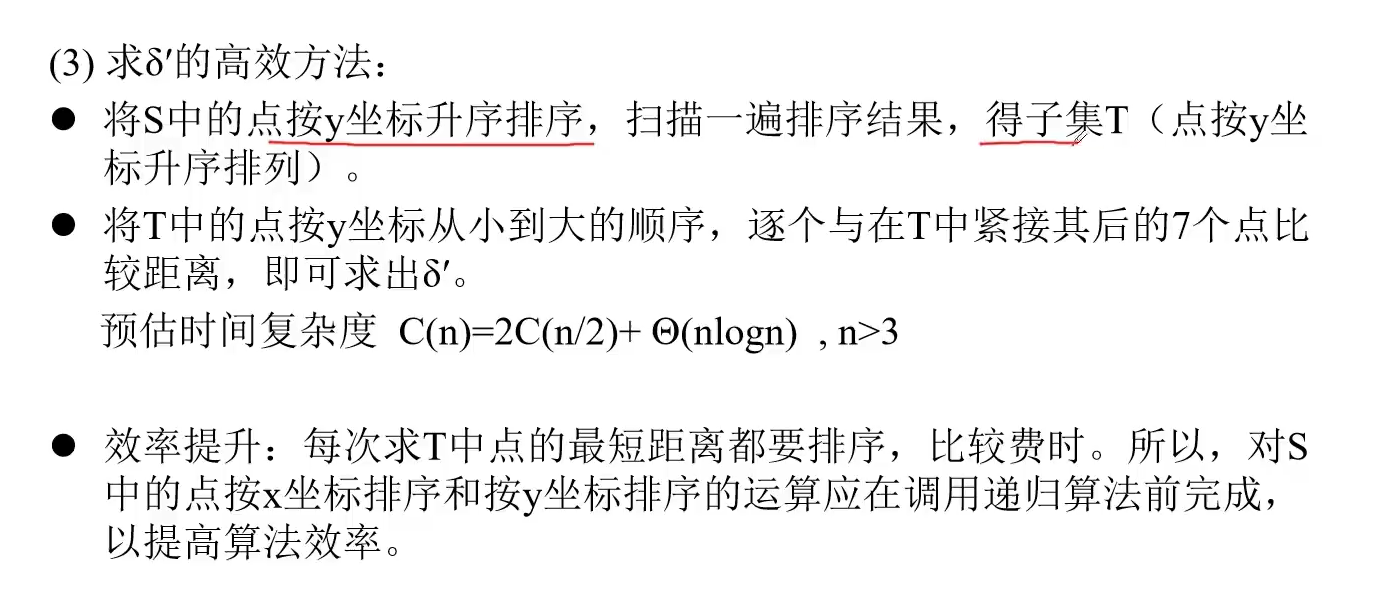 (3) 求δ′的高效方法：
● 将S中的点按y坐标升序排序，扫描一遍排序结果，得子集T（点按y坐
标升序排列）。
● 将T中的点按y坐标从小到大的顺序，逐个与在T中紧接其后的7个点比
较距离，即可求出δ′。
预估时间复杂度 C(n)=2C(n/2)+ Θ(nlogn) , n>3
● 效率提升：每次求T中点的最短距离都要排序，比较费时。所以，对S
中的点按x坐标排序和按y坐标排序的运算应在调用递归算法前完成，
以提高算法效率。